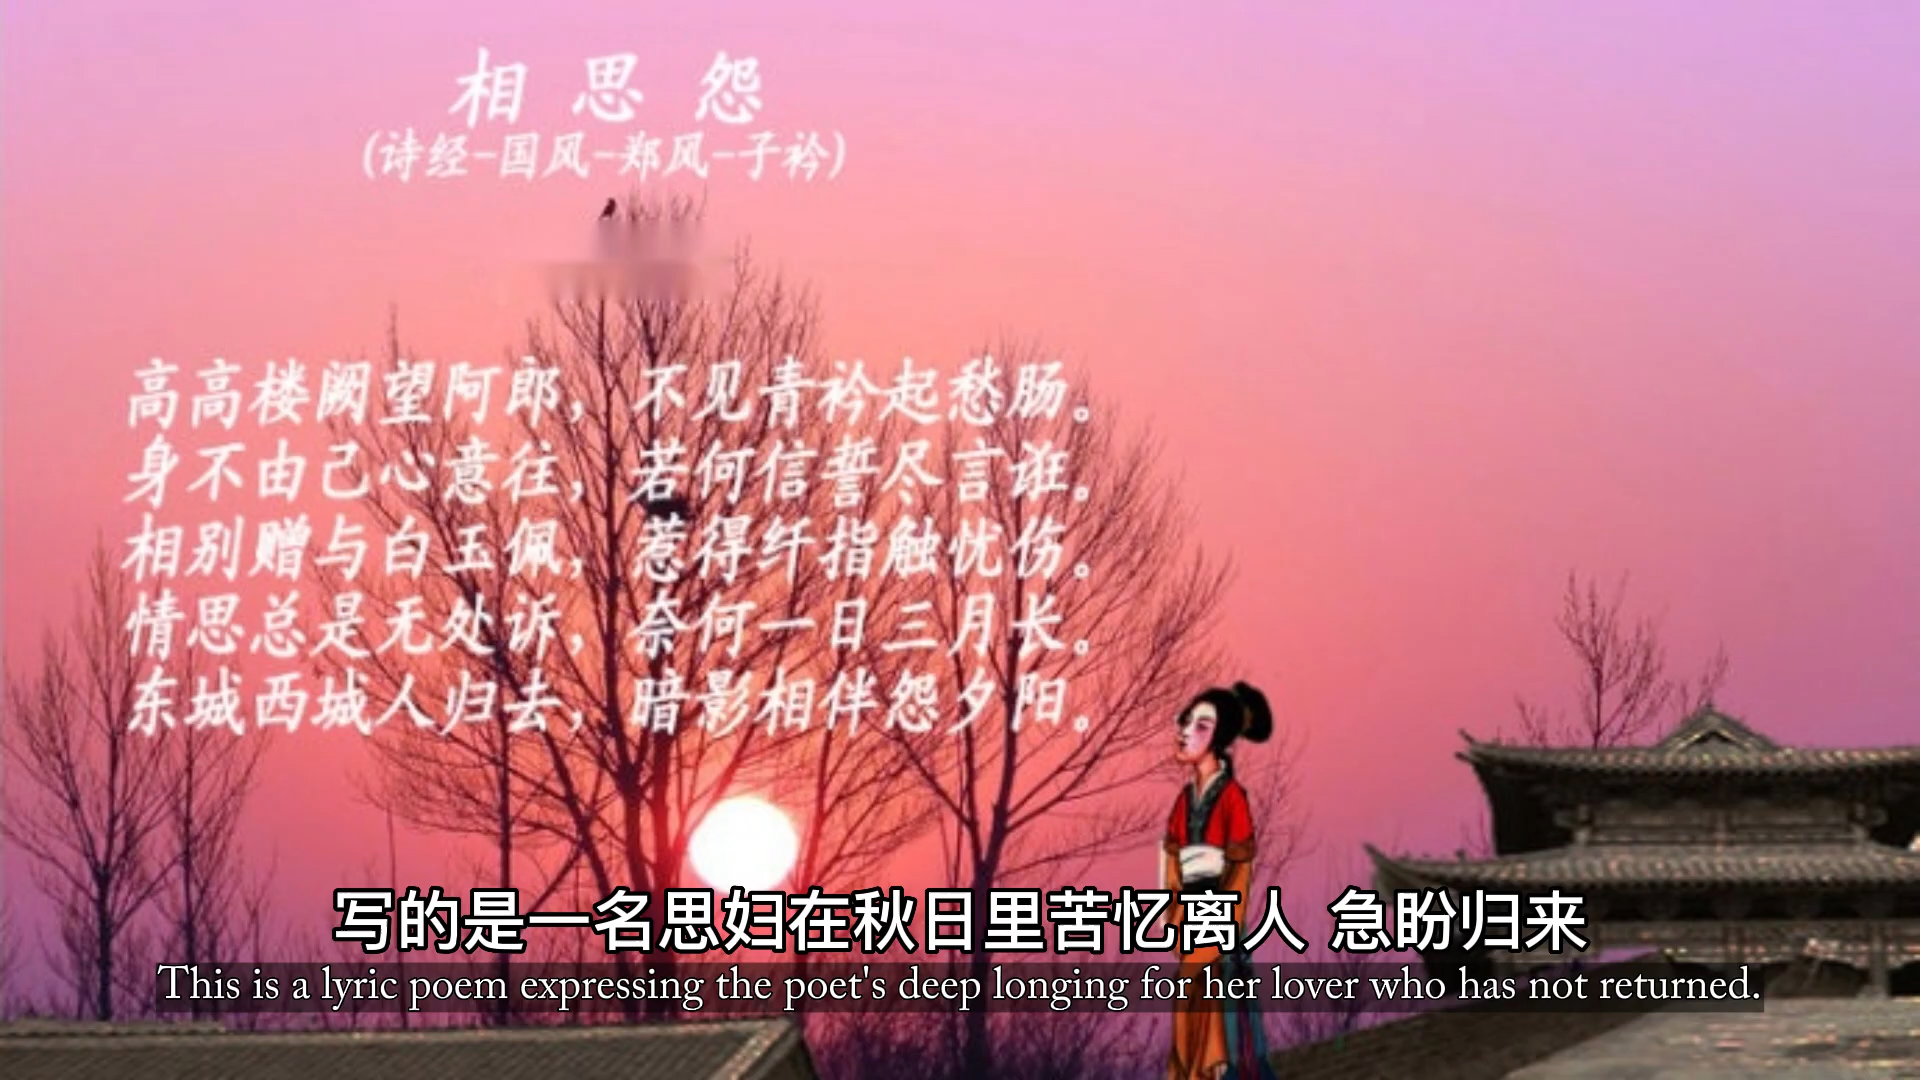 相思怨
(诗经-国风-郑风-子衿)
高高楼阙望阿郎，不见青衿起愁肠。
身不由己心意往，若何信誓尽言诳。
相别赠与白玉佩，惹得纤指触忧伤。
情思总是无处诉，奈何一日三月长。
东城西城人归去，暗影相伴怨夕阳。
写的是一名思妇在秋日里苦忆离人 急盼归来
This is a lyric poem expressing the poet's deep longing for her lover who has not returned.